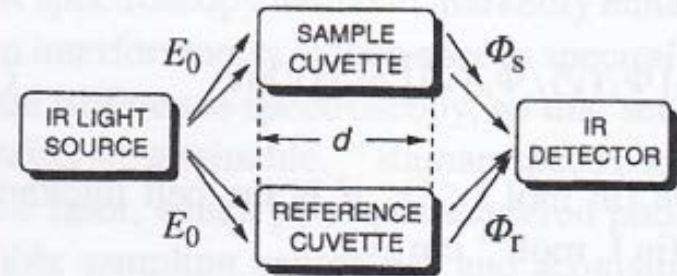 E₀
SAMPLE
CUVETTE
Φₛ
IR LIGHT
SOURCE
d
IR
DETECTOR
E₀
REFERENCE
CUVETTE
Φᵣ